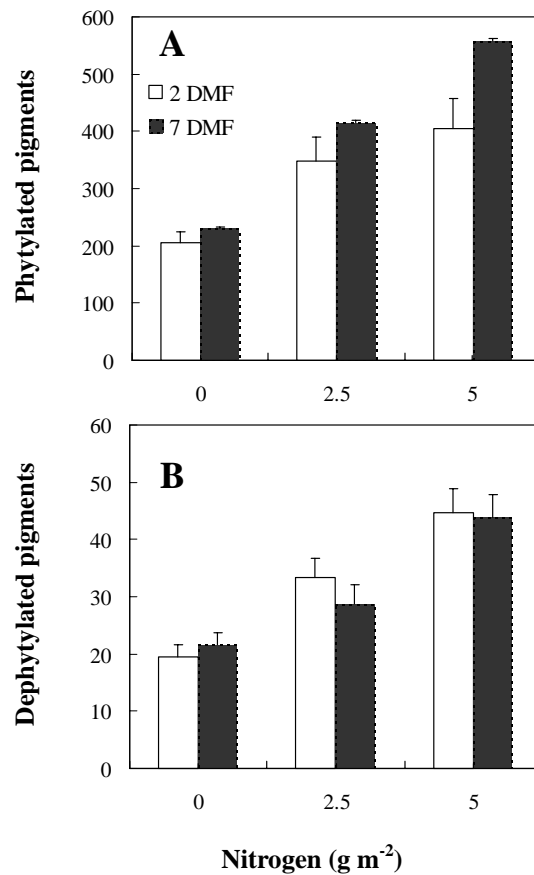 A
2 DMF
7 DMF
Phytylated pigments
600
500
400
300
200
100
0
0 2.5 5
B
Dephytylated pigments
60
50
40
30
20
10
0
0 2.5 5
Nitrogen (g m⁻²)